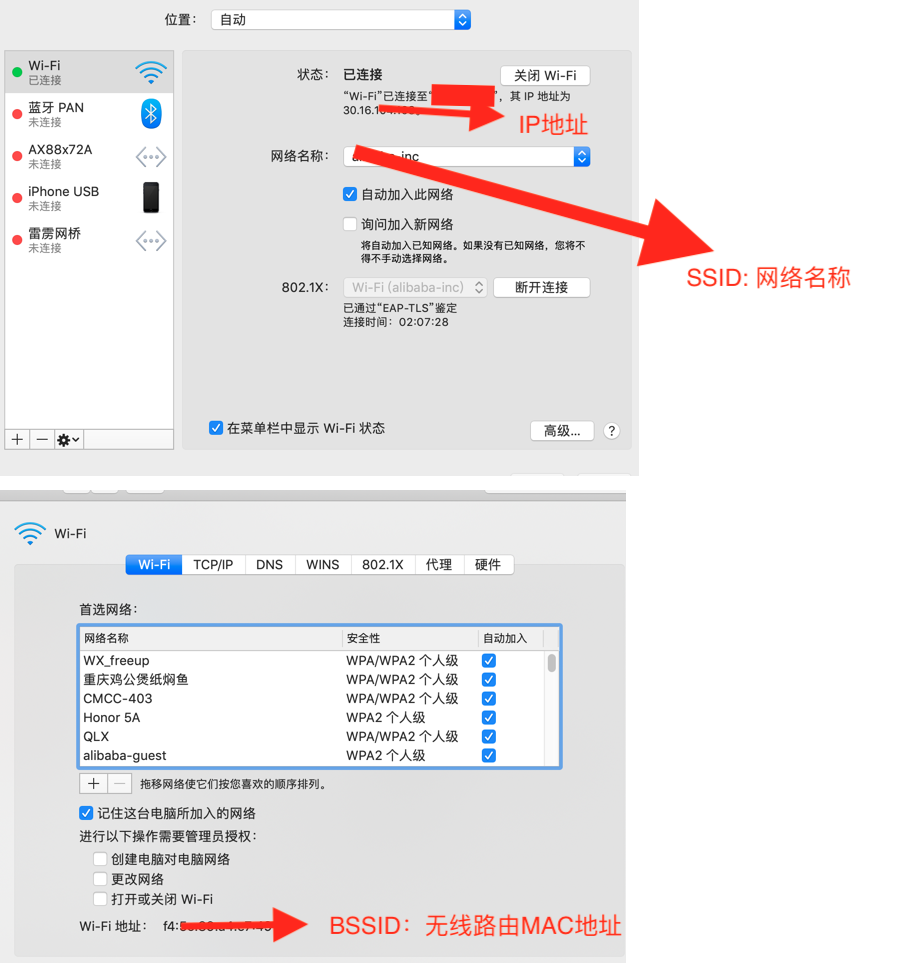 位置： 自动
Wi-Fi
已连接
蓝牙 PAN
未连接
AX88x72A
未连接
iPhone USB
未连接
雷雳网桥
未连接
状态： 已连接 关闭 Wi-Fi
“Wi-Fi”已连接至“ ”，其 IP 地址为
30.16.
IP地址
网络名称：
自动加入此网络
询问加入新网络
将自动加入已知网络。如果没有已知网络，您将不
得不手动选择网络。
SSID: 网络名称
802.1X： Wi-Fi (alibaba-inc) 断开连接
已通过“EAP-TLS”鉴定
连接时间：02:07:28
在菜单栏中显示 Wi-Fi 状态 高级... ?
Wi-Fi
Wi-Fi TCP/IP DNS WINS 802.1X 代理 硬件
首选网络：
网络名称 安全性 自动加入
WX_freeup WPA/WPA2 个人级
重庆鸡公煲纸焖鱼 WPA/WPA2 个人级
CMCC-403 WPA/WPA2 个人级
Honor 5A WPA2 个人级
QLX WPA/WPA2 个人级
alibaba-guest WPA2 个人级
拖移网络使它们按您喜欢的顺序排列。
记住这台电脑所加入的网络
进行以下操作需要管理员授权：
创建电脑对电脑网络
更改网络
打开或关闭 Wi-Fi
Wi-Fi 地址： f4:
BSSID：无线路由MAC地址